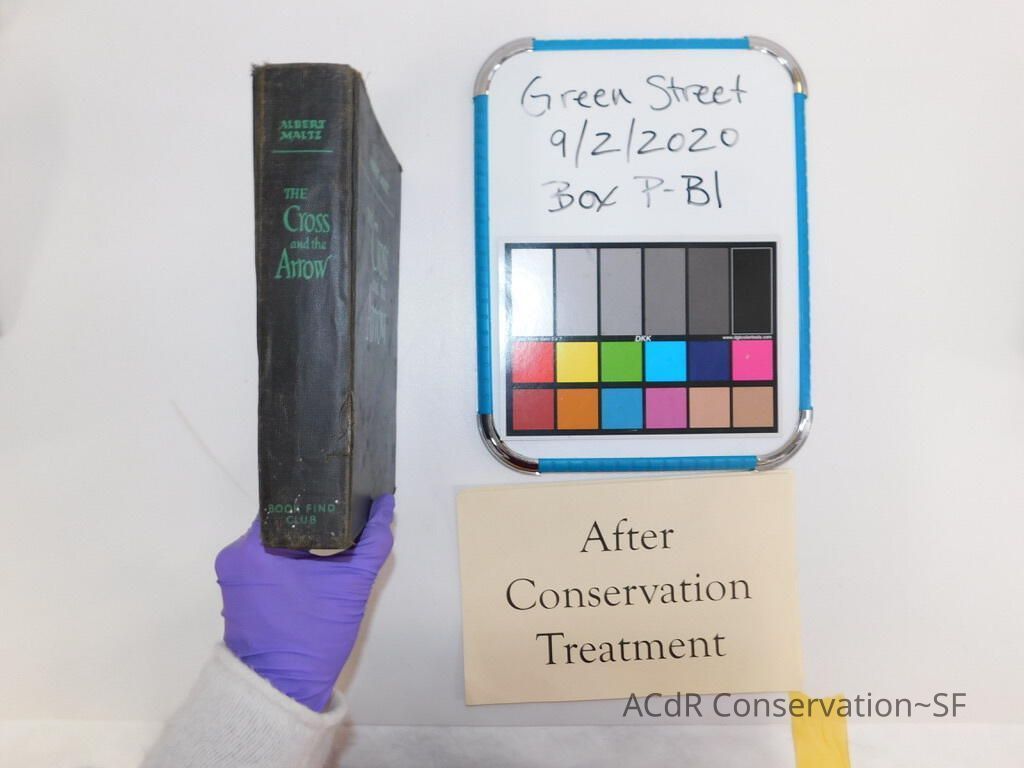 ALBERT
MALTZ
THE
Cross
and the
Arrow
BOOK FIND
CLUB
Green Street
9/2/2020
Box P-B1
DKK
After
Conservation
Treatment
ACdR Conservation~SF